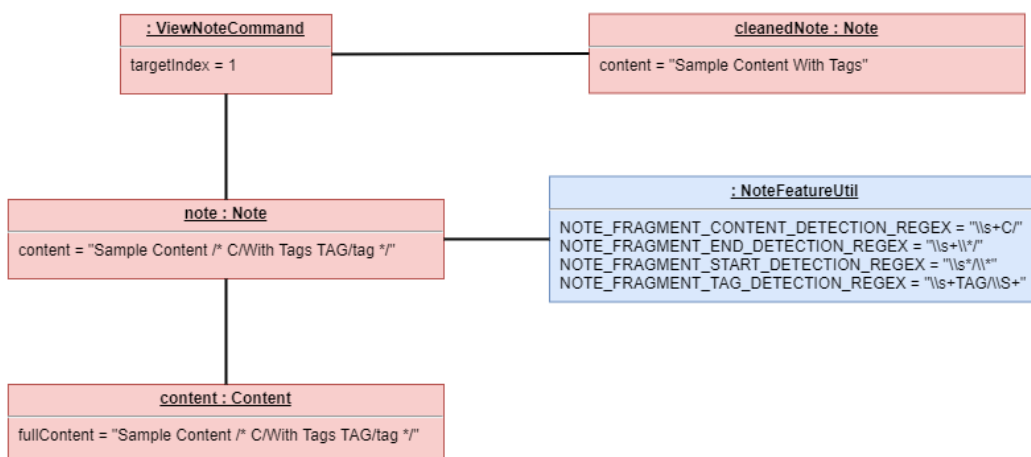 : ViewNoteCommand
targetIndex = 1
cleanedNote : Note
content = "Sample Content With Tags"
note : Note
content = "Sample Content /* C/With Tags TAG/tag */"
: NoteFeatureUtil
NOTE_FRAGMENT_CONTENT_DETECTION_REGEX = "\\s+C/"
NOTE_FRAGMENT_END_DETECTION_REGEX = "\\s+\\*/"
NOTE_FRAGMENT_START_DETECTION_REGEX = "\\s*/\\*"
NOTE_FRAGMENT_TAG_DETECTION_REGEX = "\\s+TAG/\\S+"
content : Content
fullContent = "Sample Content /* C/With Tags TAG/tag */"